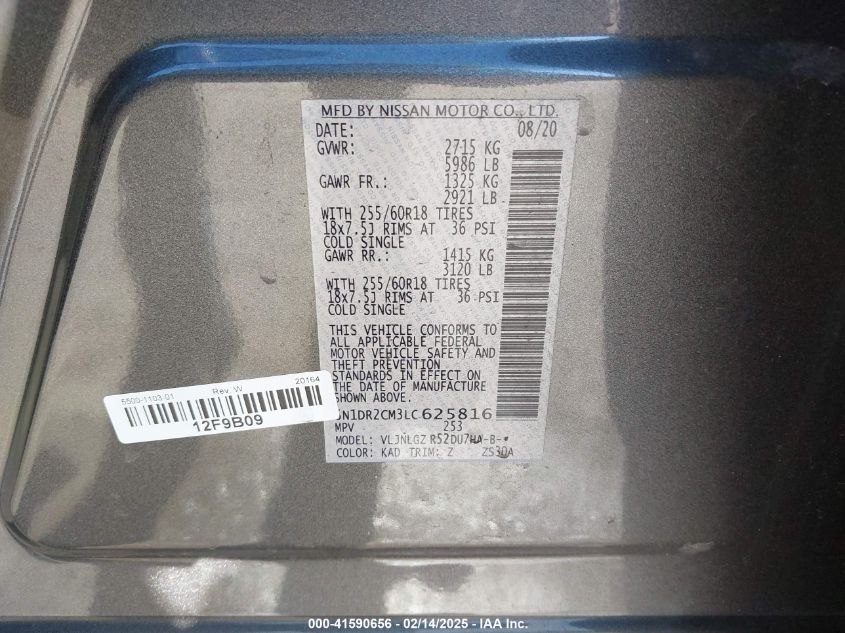 MFD BY NISSAN MOTOR CO., LTD.
DATE: 08/20
GVWR: 2715 KG
5986 LB
GAWR FR.: 1325 KG
2921 LB
WITH 255/60R18 TIRES
18x7.5J RIMS AT 36 PSI
COLD SINGLE
GAWR RR.: 1415 KG
3120 LB
WITH 255/60R18 TIRES
18x7.5J RIMS AT 36 PSI
COLD SINGLE
THIS VEHICLE CONFORMS TO
ALL APPLICABLE FEDERAL
MOTOR VEHICLE SAFETY AND
THEFT PREVENTION
STANDARDS IN EFFECT ON
THE DATE OF MANUFACTURE
SHOWN ABOVE.
N1DR2CM3LC625816
MPV 253
MODEL: VLJNLGZ R52DU7HA-B-
COLOR: KAD TRIM: Z ZS30A
5500-1103-01 Rev. W 20164
12F9B09
000-41590656 — 02/14/2025 — IAA Inc.